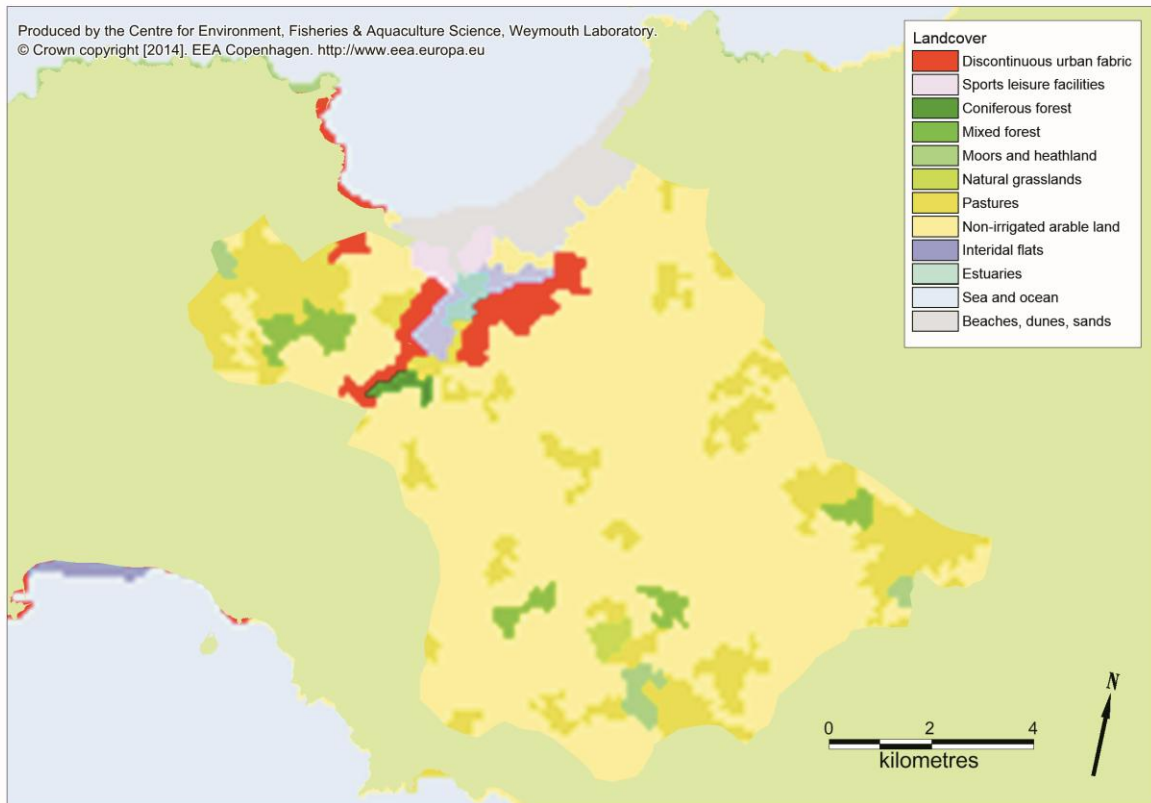 Produced by the Centre for Environment, Fisheries & Aquaculture Science, Weymouth Laboratory.
© Crown copyright [2014]. EEA Copenhagen. http://www.eea.europa.eu
Landcover
Discontinuous urban fabric
Sports leisure facilities
Coniferous forest
Mixed forest
Moors and heathland
Natural grasslands
Pastures
Non-irrigated arable land
Interidal flats
Estuaries
Sea and ocean
Beaches, dunes, sands
N
0 2 4
kilometres